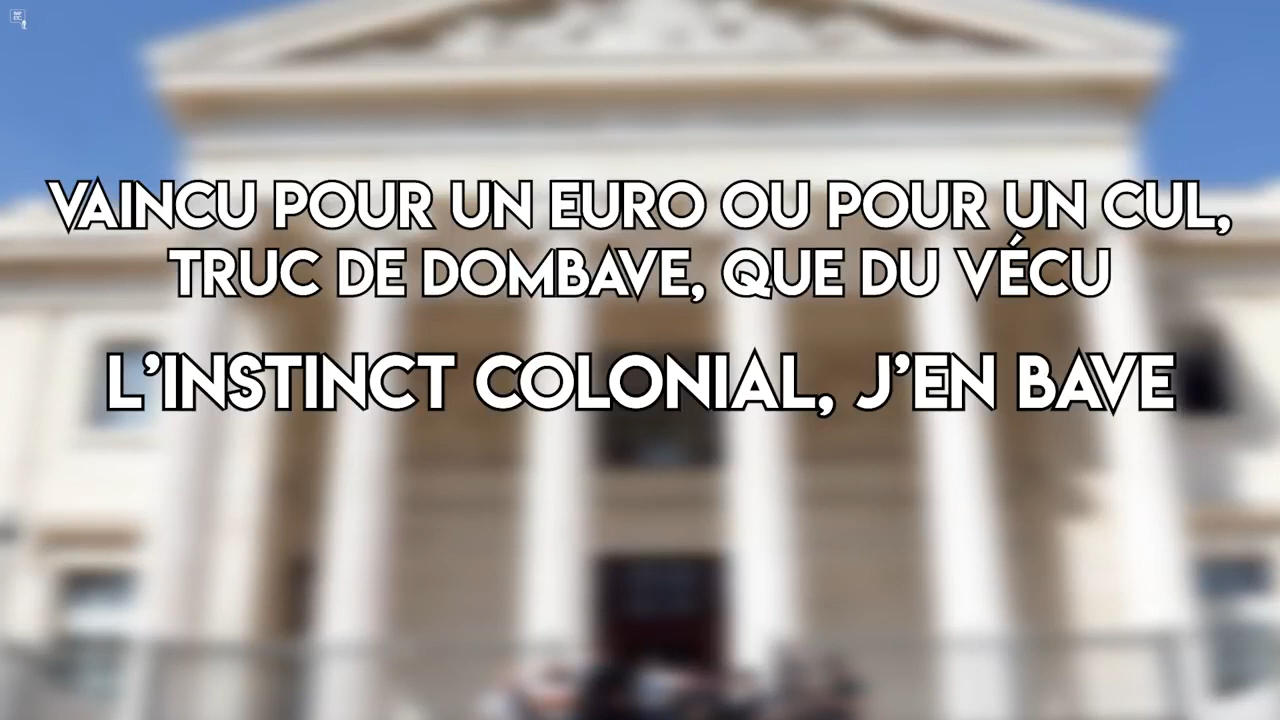 VAINCU POUR UN EURO OU POUR UN CUL,
TRUC DE DOMBAVE, QUE DU VÉCU
L'INSTINCT COLONIAL, J'EN BAVE